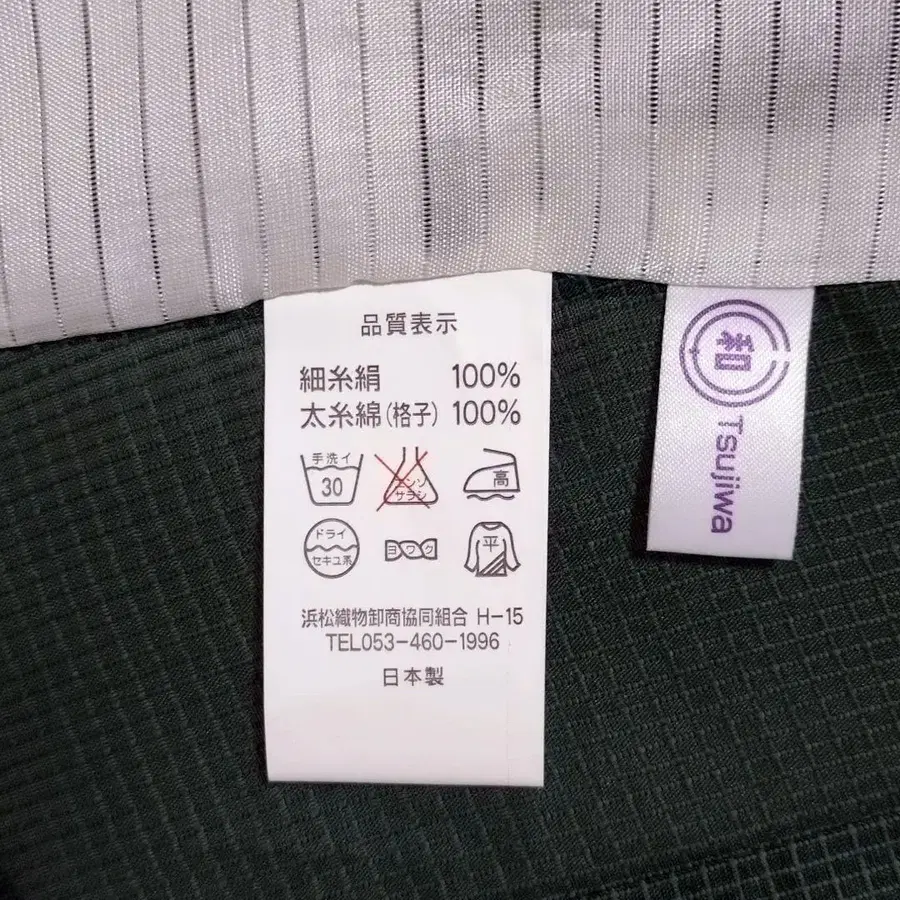 品質表示
細糸絹 100%
太糸綿(格子) 100%
手洗イ
30
エンソ
サラシ
高
ドライ
セキユ系
ヨワク
平
浜松織物卸商協同組合 H-15
TEL053-460-1996
日本製
和
Tsujiwa